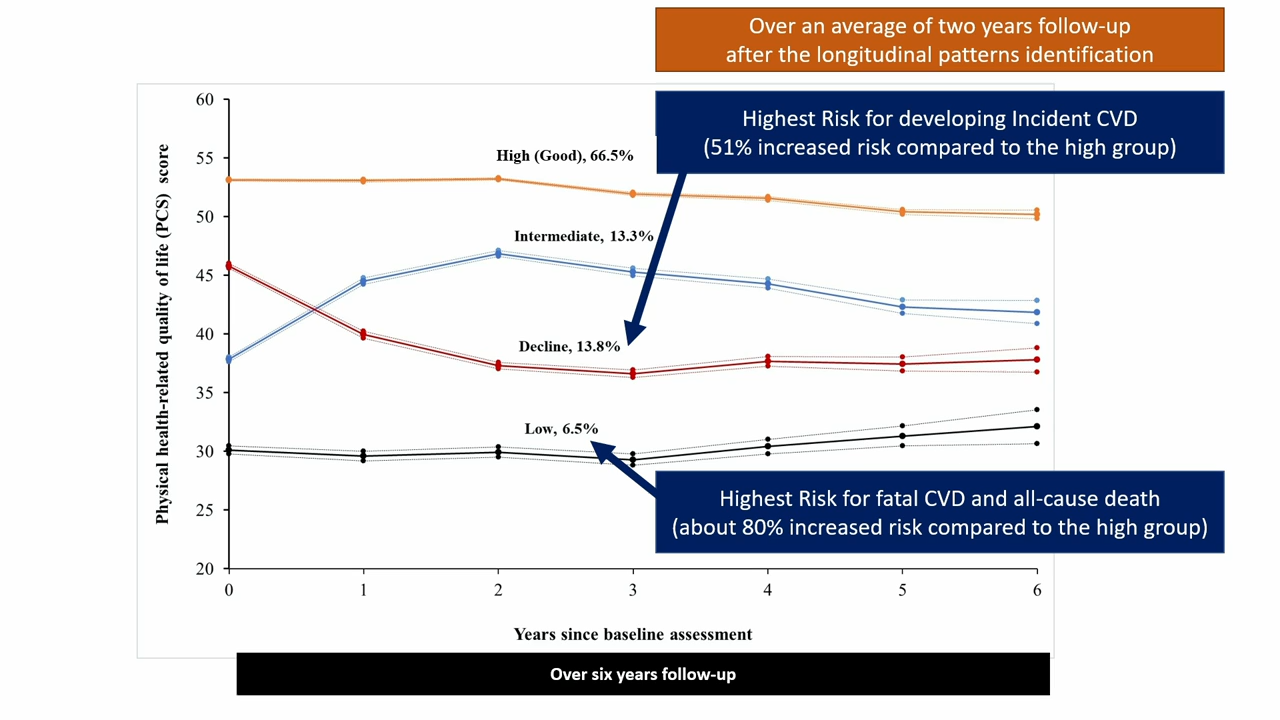 Over an average of two years follow-up
after the longitudinal patterns identification
Highest Risk for developing Incident CVD
(51% increased risk compared to the high group)
Physical health-related quality of life (PCS) score
60
55
50
45
40
35
30
25
20
High (Good), 66.5%
Intermediate, 13.3%
Decline, 13.8%
Low, 6.5%
Highest Risk for fatal CVD and all-cause death
(about 80% increased risk compared to the high group)
0 1 2 3 4 5 6
Years since baseline assessment
Over six years follow-up